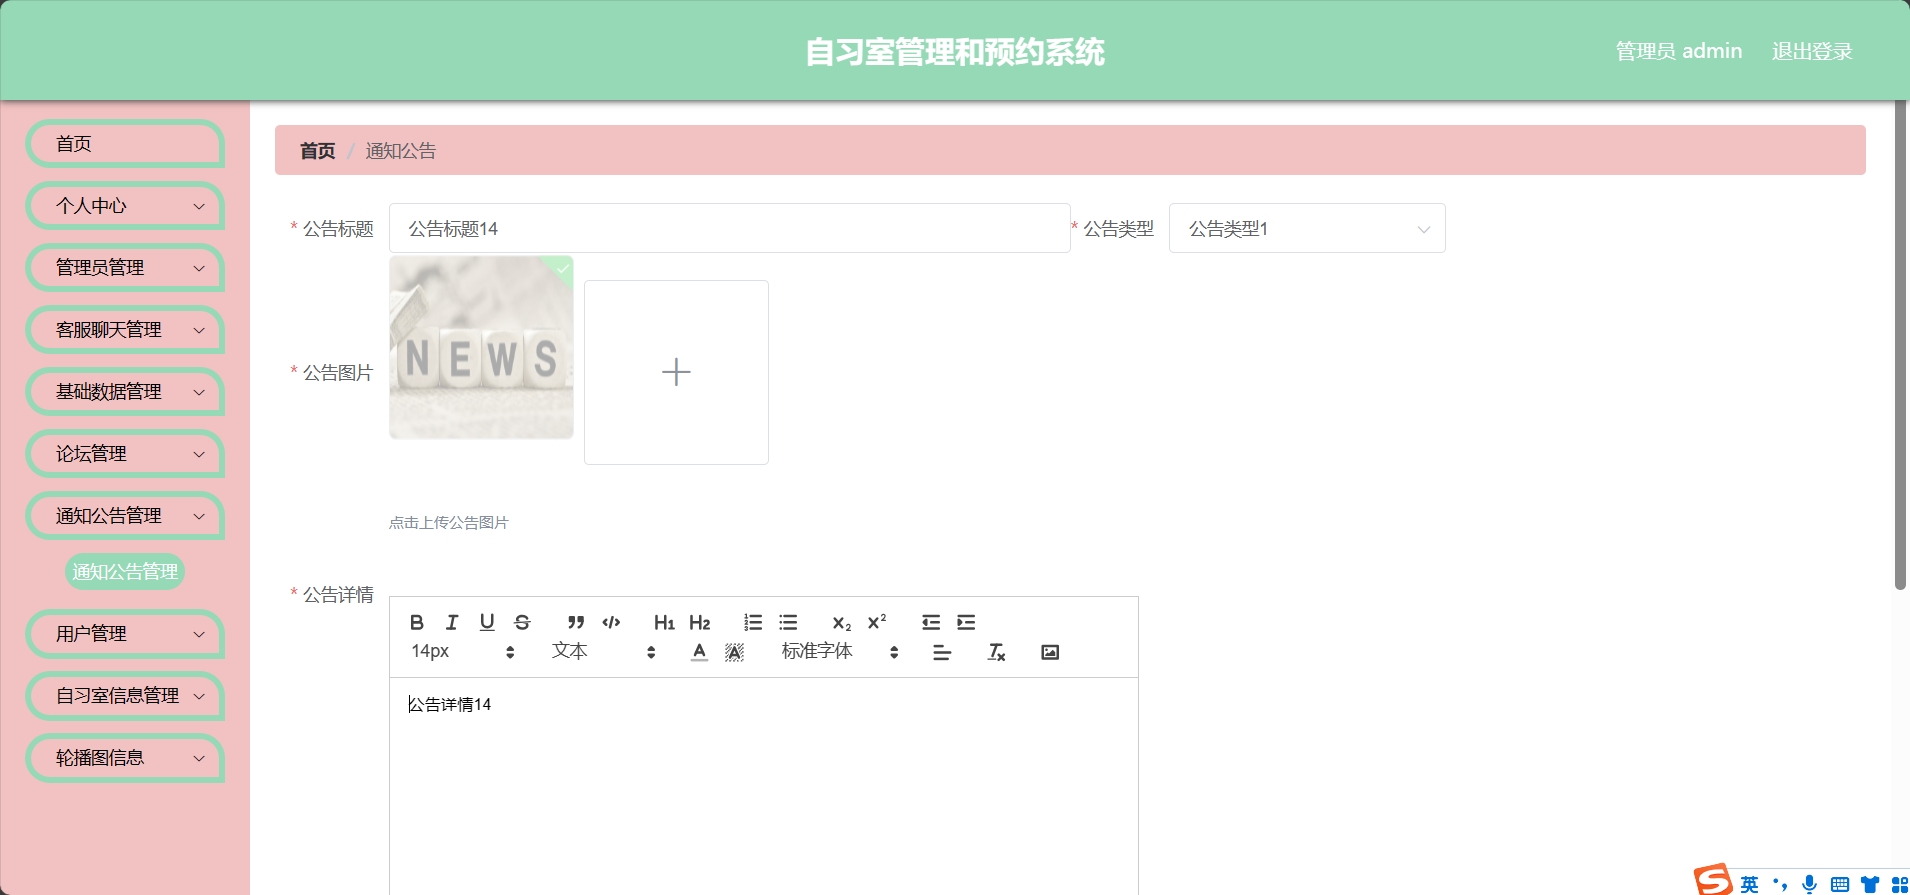 自习室管理和预约系统
管理员 admin
退出登录
首页
个人中心
管理员管理
客服聊天管理
基础数据管理
论坛管理
通知公告管理
通知公告管理
用户管理
自习室信息管理
轮播图信息
首页 / 通知公告
* 公告标题
公告标题14
* 公告类型
公告类型1
* 公告图片
NEWS
点击上传公告图片
* 公告详情
B I U S H1 H2 X2 X2
14px 文本 A A 标准字体 Tx
公告详情14
S 英